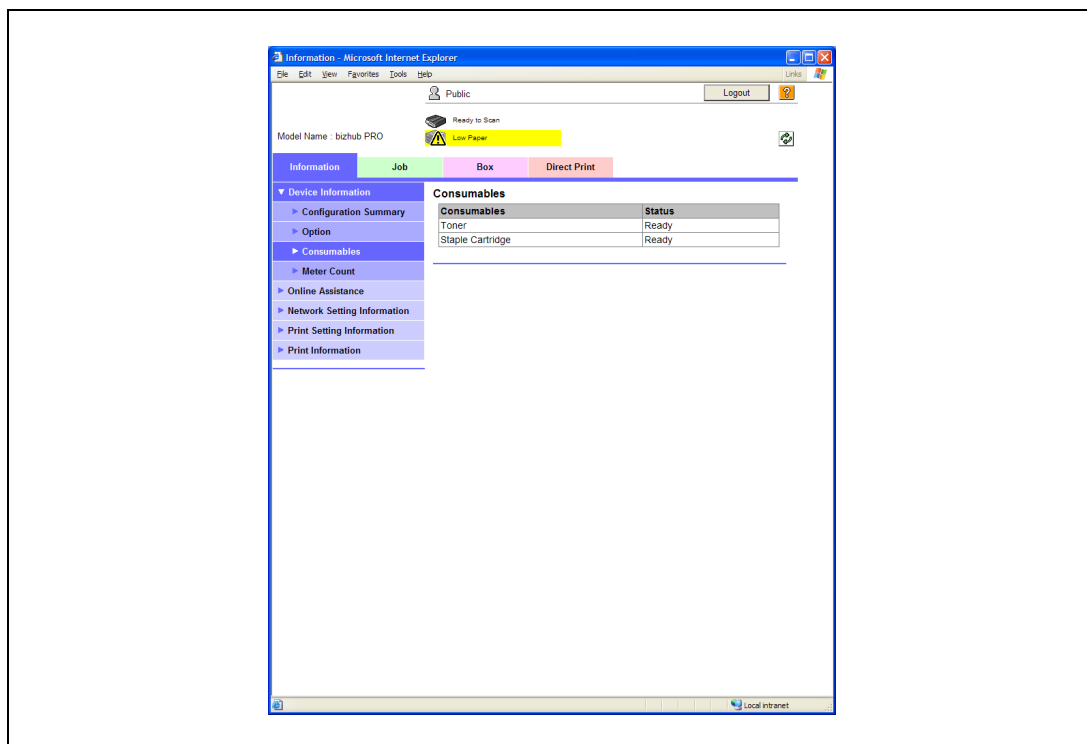 Information - Microsoft Internet Explorer
File Edit View Favorites Tools Help Links
Public Logout ?
Ready to Scan
Model Name : bizhub PRO Low Paper
Information Job Box Direct Print
Device Information
Configuration Summary
Option
Consumables
Meter Count
Online Assistance
Network Setting Information
Print Setting Information
Print Information
Consumables
Consumables Status
Toner Ready
Staple Cartridge Ready
Local intranet